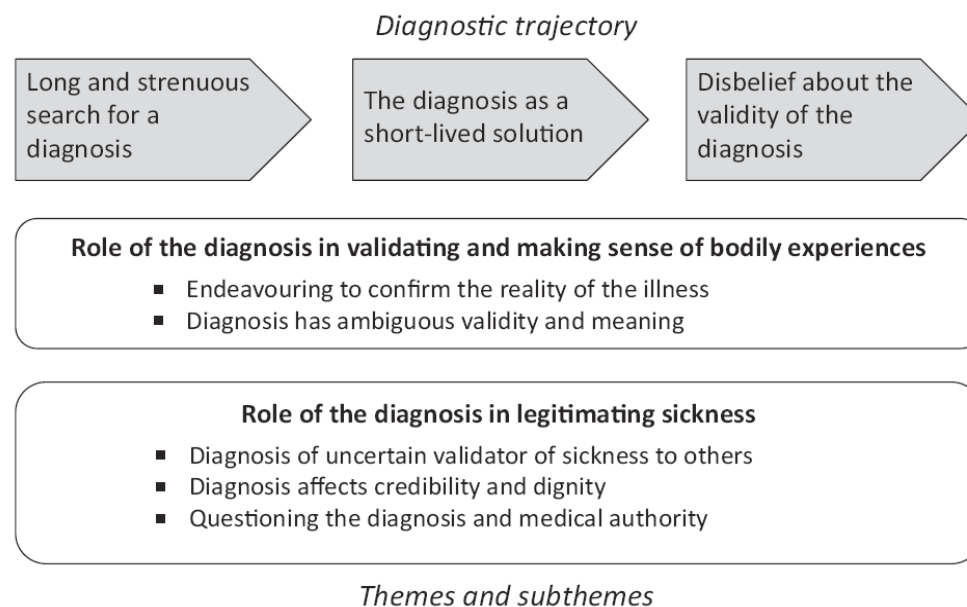 Diagnostic trajectory
Long and strenuous
search for a
diagnosis
The diagnosis as a
short-lived solution
Disbelief about the
validity of the
diagnosis
Role of the diagnosis in validating and making sense of bodily experiences
▪ Endeavouring to confirm the reality of the illness
▪ Diagnosis has ambiguous validity and meaning
Role of the diagnosis in legitimating sickness
▪ Diagnosis of uncertain validator of sickness to others
▪ Diagnosis affects credibility and dignity
▪ Questioning the diagnosis and medical authority
Themes and subthemes